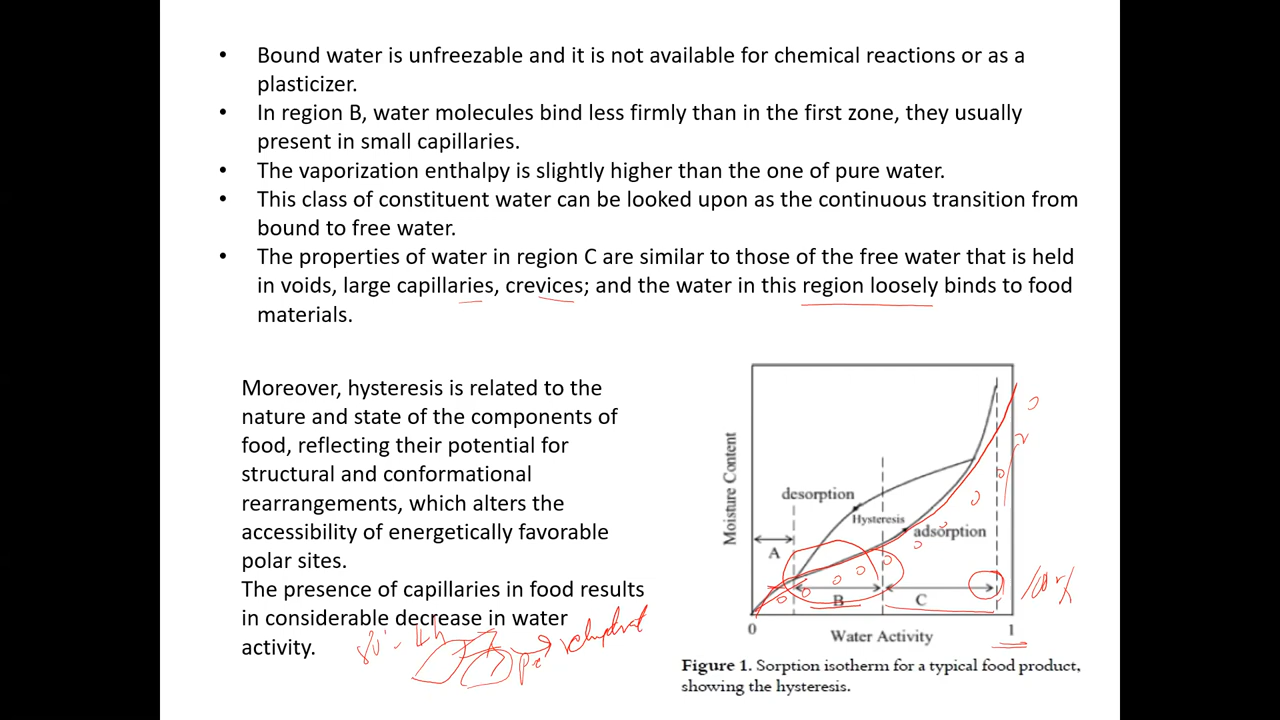 • Bound water is unfreezable and it is not available for chemical reactions or as a
plasticizer.
• In region B, water molecules bind less firmly than in the first zone, they usually
present in small capillaries.
• The vaporization enthalpy is slightly higher than the one of pure water.
• This class of constituent water can be looked upon as the continuous transition from
bound to free water.
• The properties of water in region C are similar to those of the free water that is held
in voids, large capillaries, crevices; and the water in this region loosely binds to food
materials.
Moreover, hysteresis is related to the
nature and state of the components of
food, reflecting their potential for
structural and conformational
rearrangements, which alters the
accessibility of energetically favorable
polar sites.
The presence of capillaries in food results
in considerable decrease in water
activity.
Moisture Content
desorption
Hysteresis
adsorption
A
B
C
100%
0
1
Water Activity
Figure 1. Sorption isotherm for a typical food product,
showing the hysteresis.